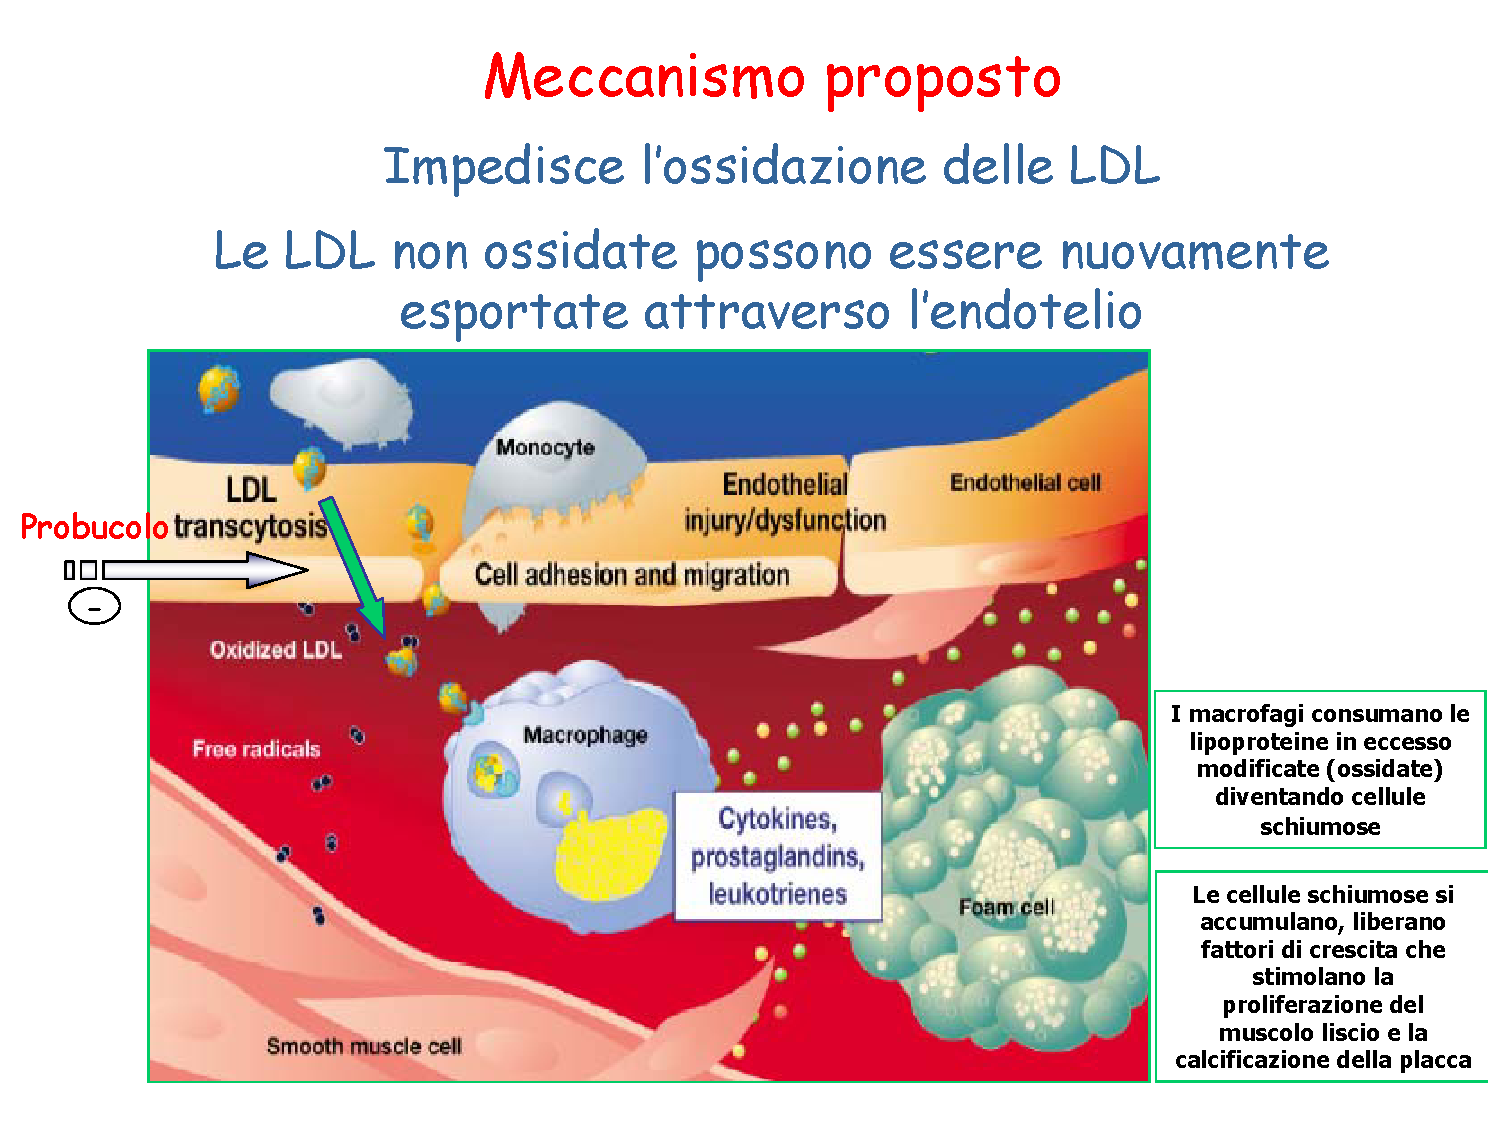 Meccanismo proposto
Impedisce l'ossidazione delle LDL
Le LDL non ossidate possono essere nuovamente
esportate attraverso l'endotelio
Monocyte
LDL
transcytosis
Endothelial
injury/dysfunction
Endothelial cell
Probucolo
-
Cell adhesion and migration
Oxidized LDL
Free radicals
Macrophage
Cytokines,
prostaglandins,
leukotrienes
Foam cell
Smooth muscle cell
I macrofagi consumano le
lipoproteine in eccesso
modificate (ossidate)
diventando cellule
schiumose
Le cellule schiumose si
accumulano, liberano
fattori di crescita che
stimolano la
proliferazione del
muscolo liscio e la
calcificazione della placca